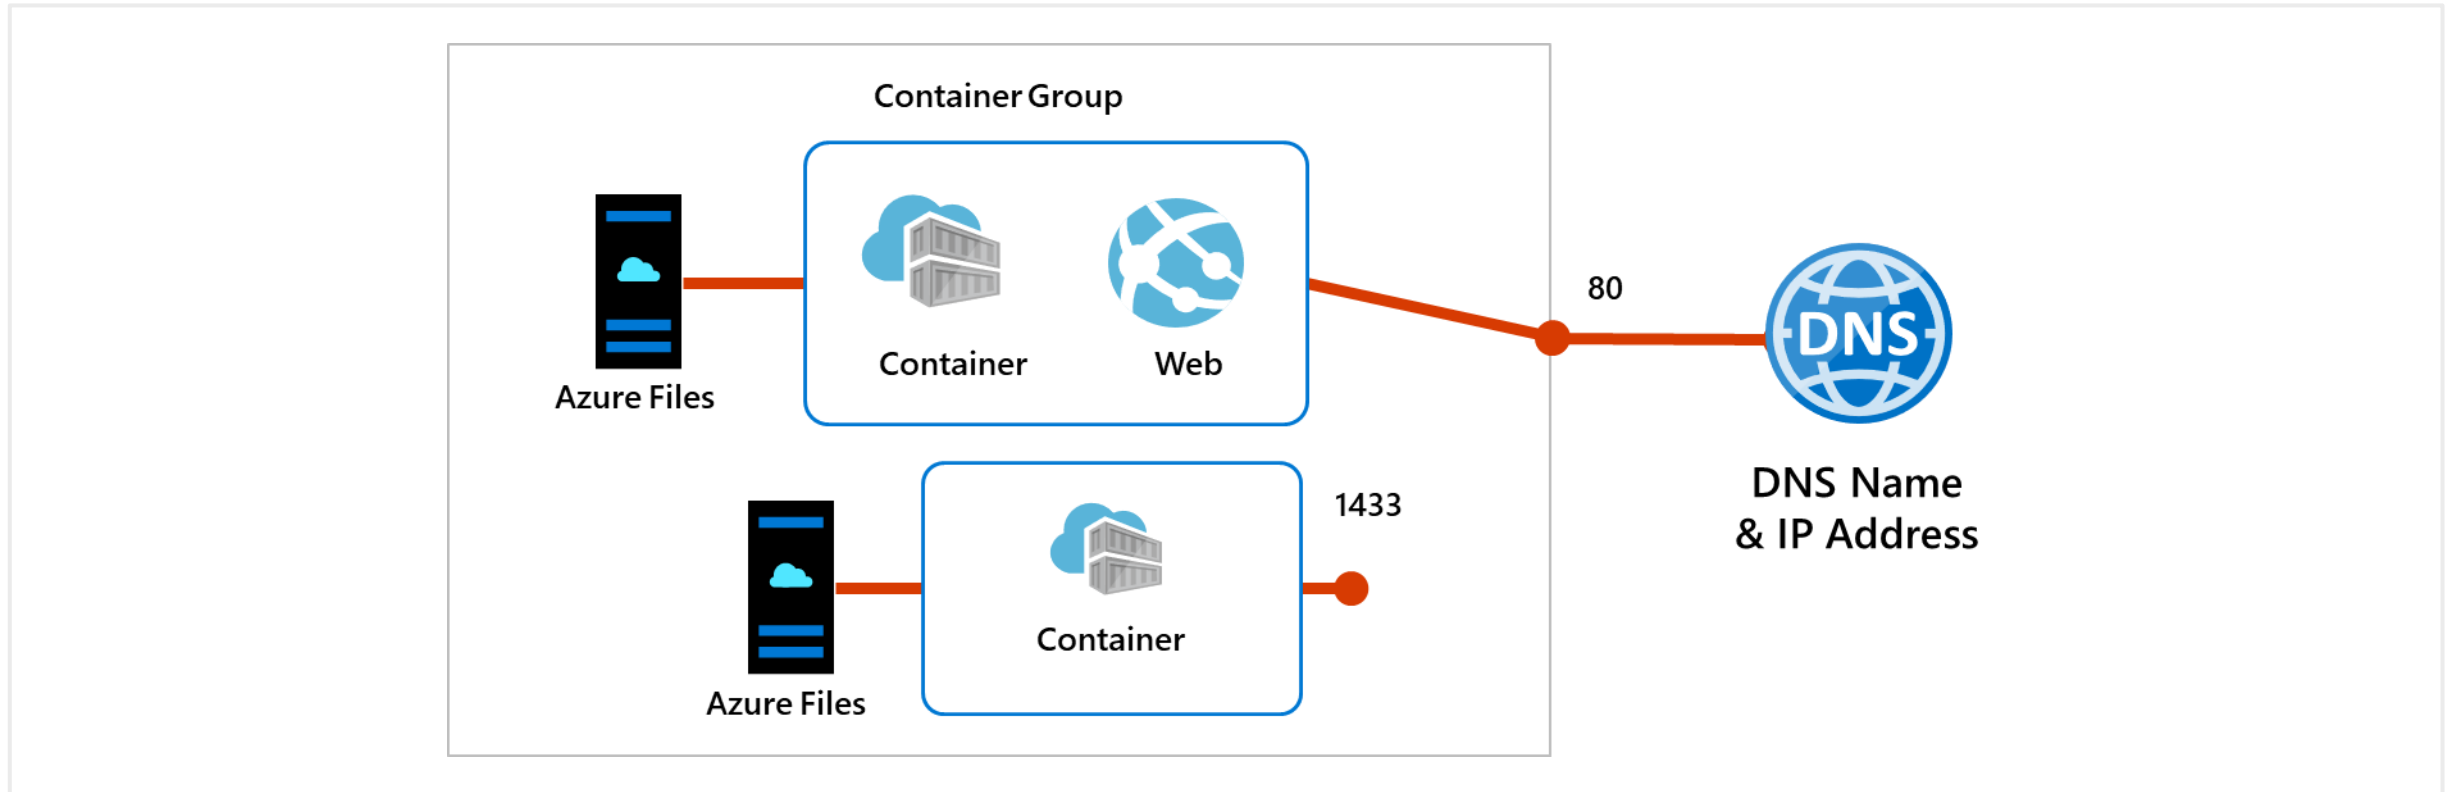 Container Group
Container
Web
Azure Files
80
DNS
DNS Name
& IP Address
1433
Container
Azure Files